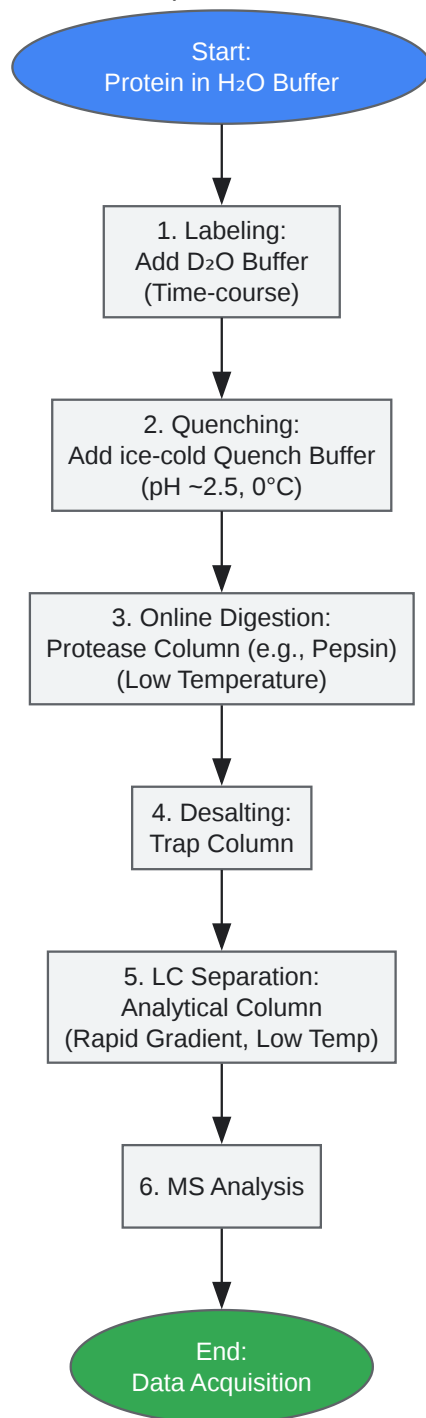 Start:
Protein in H₂O Buffer
1. Labeling:
Add D₂O Buffer
(Time-course)
2. Quenching:
Add ice-cold Quench Buffer
(pH ~2.5, 0°C)
3. Online Digestion:
Protease Column (e.g., Pepsin)
(Low Temperature)
4. Desalting:
Trap Column
5. LC Separation:
Analytical Column
(Rapid Gradient, Low Temp)
6. MS Analysis
End:
Data Acquisition